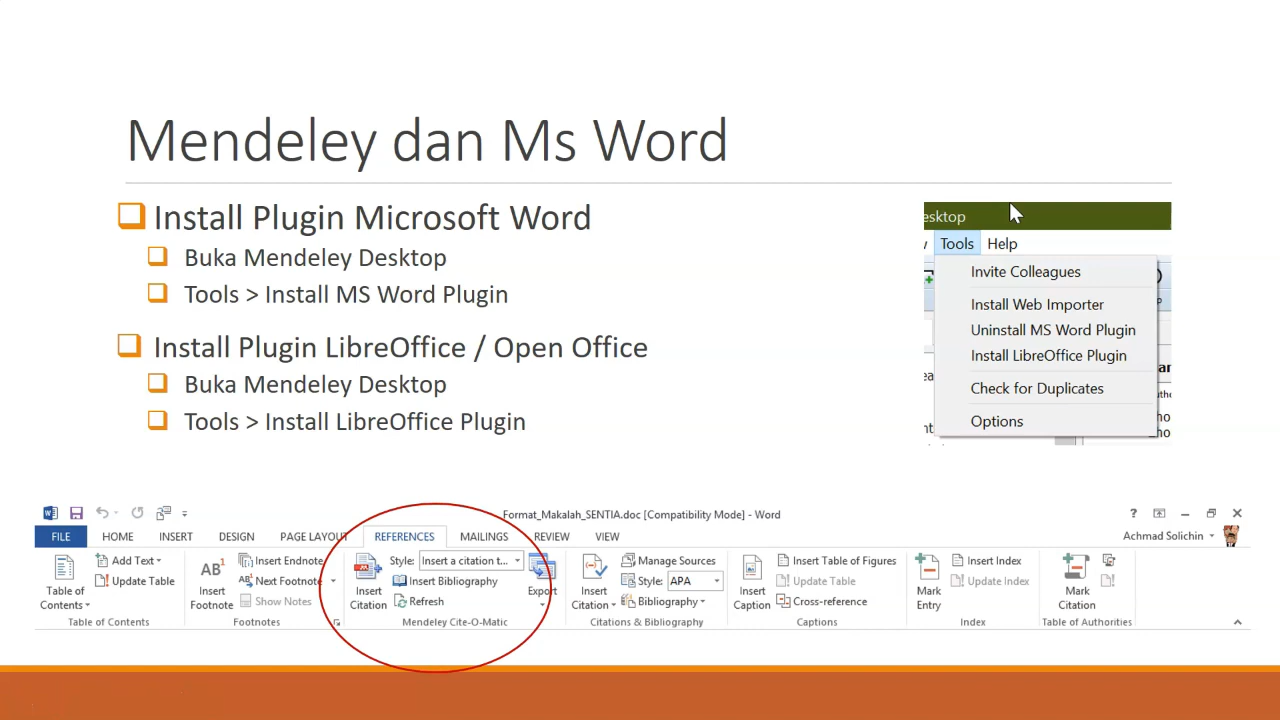 Mendeley dan Ms Word
Install Plugin Microsoft Word
Buka Mendeley Desktop
Tools > Install MS Word Plugin
Install Plugin LibreOffice / Open Office
Buka Mendeley Desktop
Tools > Install LibreOffice Plugin
esktop
Tools Help
Invite Colleagues
Install Web Importer
Uninstall MS Word Plugin
Install LibreOffice Plugin
Check for Duplicates
Options
Format_Makalah_SENTIA.doc [Compatibility Mode] - Word
FILE HOME INSERT DESIGN PAGE LAYOUT REFERENCES MAILINGS REVIEW VIEW Achmad Solichin
Table of Contents
Add Text
Update Table
Table of Contents
AB¹
Insert Footnote
Insert Endnote
Next Footnote
Show Notes
Footnotes
Insert Citation
Style: Insert a citation t...
Insert Bibliography
Refresh
Export
Mendeley Cite-O-Matic
Insert Citation
Manage Sources
Style: APA
Bibliography
Citations & Bibliography
Insert Caption
Insert Table of Figures
Update Table
Cross-reference
Captions
Mark Entry
Insert Index
Update Index
Index
Mark Citation
Table of Authorities